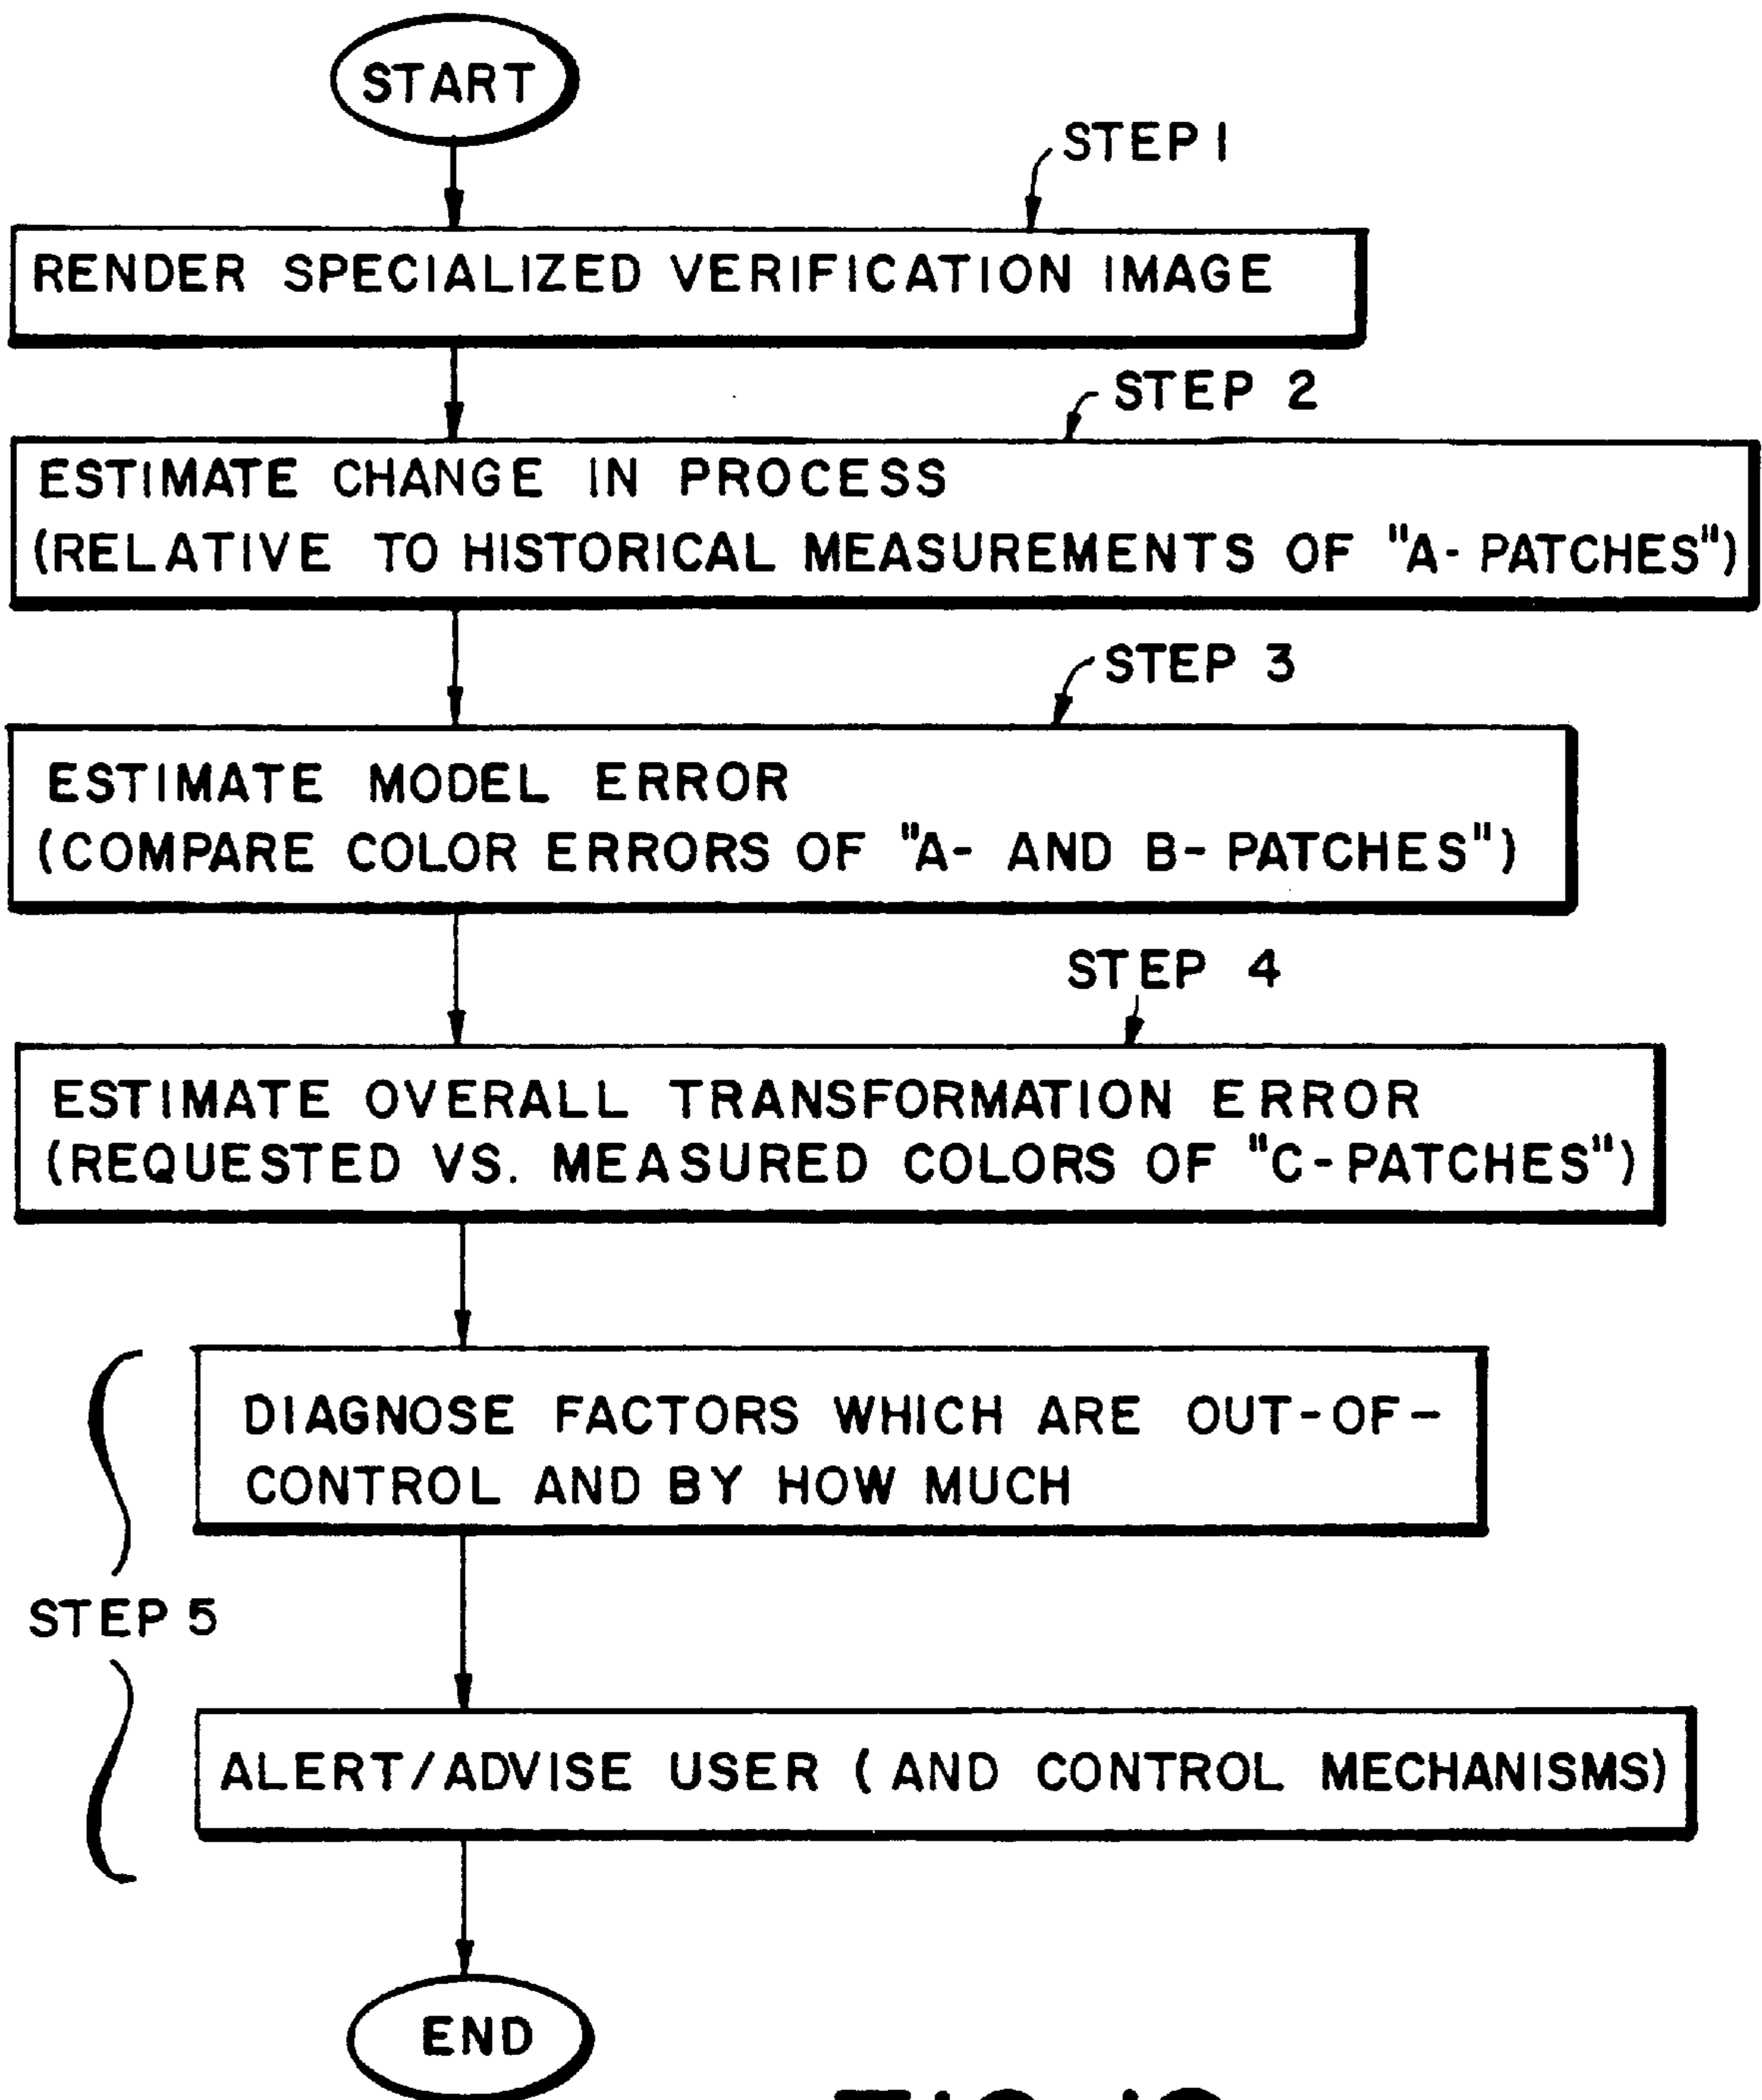 START
STEP 1
RENDER SPECIALIZED VERIFICATION IMAGE
STEP 2
ESTIMATE CHANGE IN PROCESS
(RELATIVE TO HISTORICAL MEASUREMENTS OF "A- PATCHES")
STEP 3
ESTIMATE MODEL ERROR
(COMPARE COLOR ERRORS OF "A- AND B- PATCHES")
STEP 4
ESTIMATE OVERALL TRANSFORMATION ERROR
(REQUESTED VS. MEASURED COLORS OF "C-PATCHES")
DIAGNOSE FACTORS WHICH ARE OUT-OF-
CONTROL AND BY HOW MUCH
STEP 5
ALERT/ADVISE USER (AND CONTROL MECHANISMS)
END